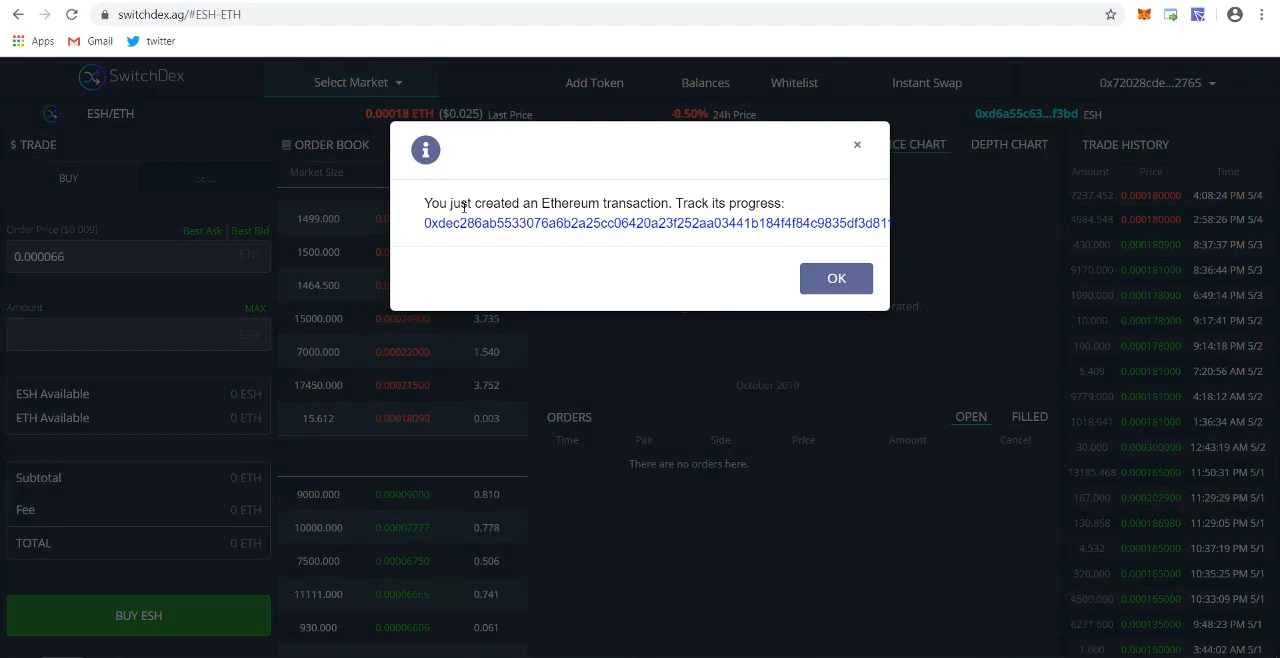 switchdex.ag/#ESH-ETH
Apps Gmail twitter
SwitchDex Select Market Add Token Balances Whitelist Instant Swap 0x72028cde...2765
ESH/ETH 0.00018 ETH ($0.025) Last Price -0.50% 24h Price 0xd6a55c63...f3bd ESH
$ TRADE
BUY SELL
Order Price ($0.009) Best Ask Best Bid
0.000066 ETH
Amount MAX
ESH
ESH Available 0 ESH
ETH Available 0 ETH
Subtotal 0 ETH
Fee 0 ETH
TOTAL 0 ETH
BUY ESH
ORDER BOOK
Market Size
1499.000
1500.000
1464.500
15000.000 0.00024900 3.735
7000.000 0.00022000 1.540
17450.000 0.00021500 3.752
15.612 0.00018090 0.003
9000.000 0.00009000 0.810
10000.000 0.00007777 0.778
7500.000 0.00006750 0.506
11111.000 0.00006666 0.741
930.000 0.00006606 0.061
You just created an Ethereum transaction. Track its progress:
0xdec286ab5533076a6b2a25cc06420a23f252aa03441b184f4f84c9835df3d811
OK
CHART DEPTH CHART
October 2019
ORDERS OPEN FILLED
Time Pair Side Price Amount Cancel
There are no orders here.
TRADE HISTORY
Amount Price Time
7237.452 0.000180000 4:08:24 PM 5/4
4984.548 0.000180000 2:58:26 PM 5/4
430.000 0.000180900 8:37:37 PM 5/3
9170.000 0.000181000 8:36:44 PM 5/3
1090.000 0.000178000 6:49:14 PM 5/3
10.000 0.000178000 9:17:41 PM 5/2
100.000 0.000178000 9:14:18 PM 5/2
5.409 0.000181000 7:20:56 AM 5/2
9779.000 0.000181000 4:18:12 AM 5/2
1018.941 0.000181000 1:36:34 AM 5/2
30.000 0.000300000 12:43:19 AM 5/2
13185.468 0.000165000 11:50:31 PM 5/1
167.000 0.000202900 11:29:29 PM 5/1
130.858 0.000186980 11:29:05 PM 5/1
4.532 0.000165000 10:37:19 PM 5/1
320.000 0.000165000 10:35:25 PM 5/1
4500.000 0.000165000 10:33:09 PM 5/1
6271.600 0.000135000 9:48:23 PM 5/1
1.000 0.000150000 3:44:02 AM 5/1